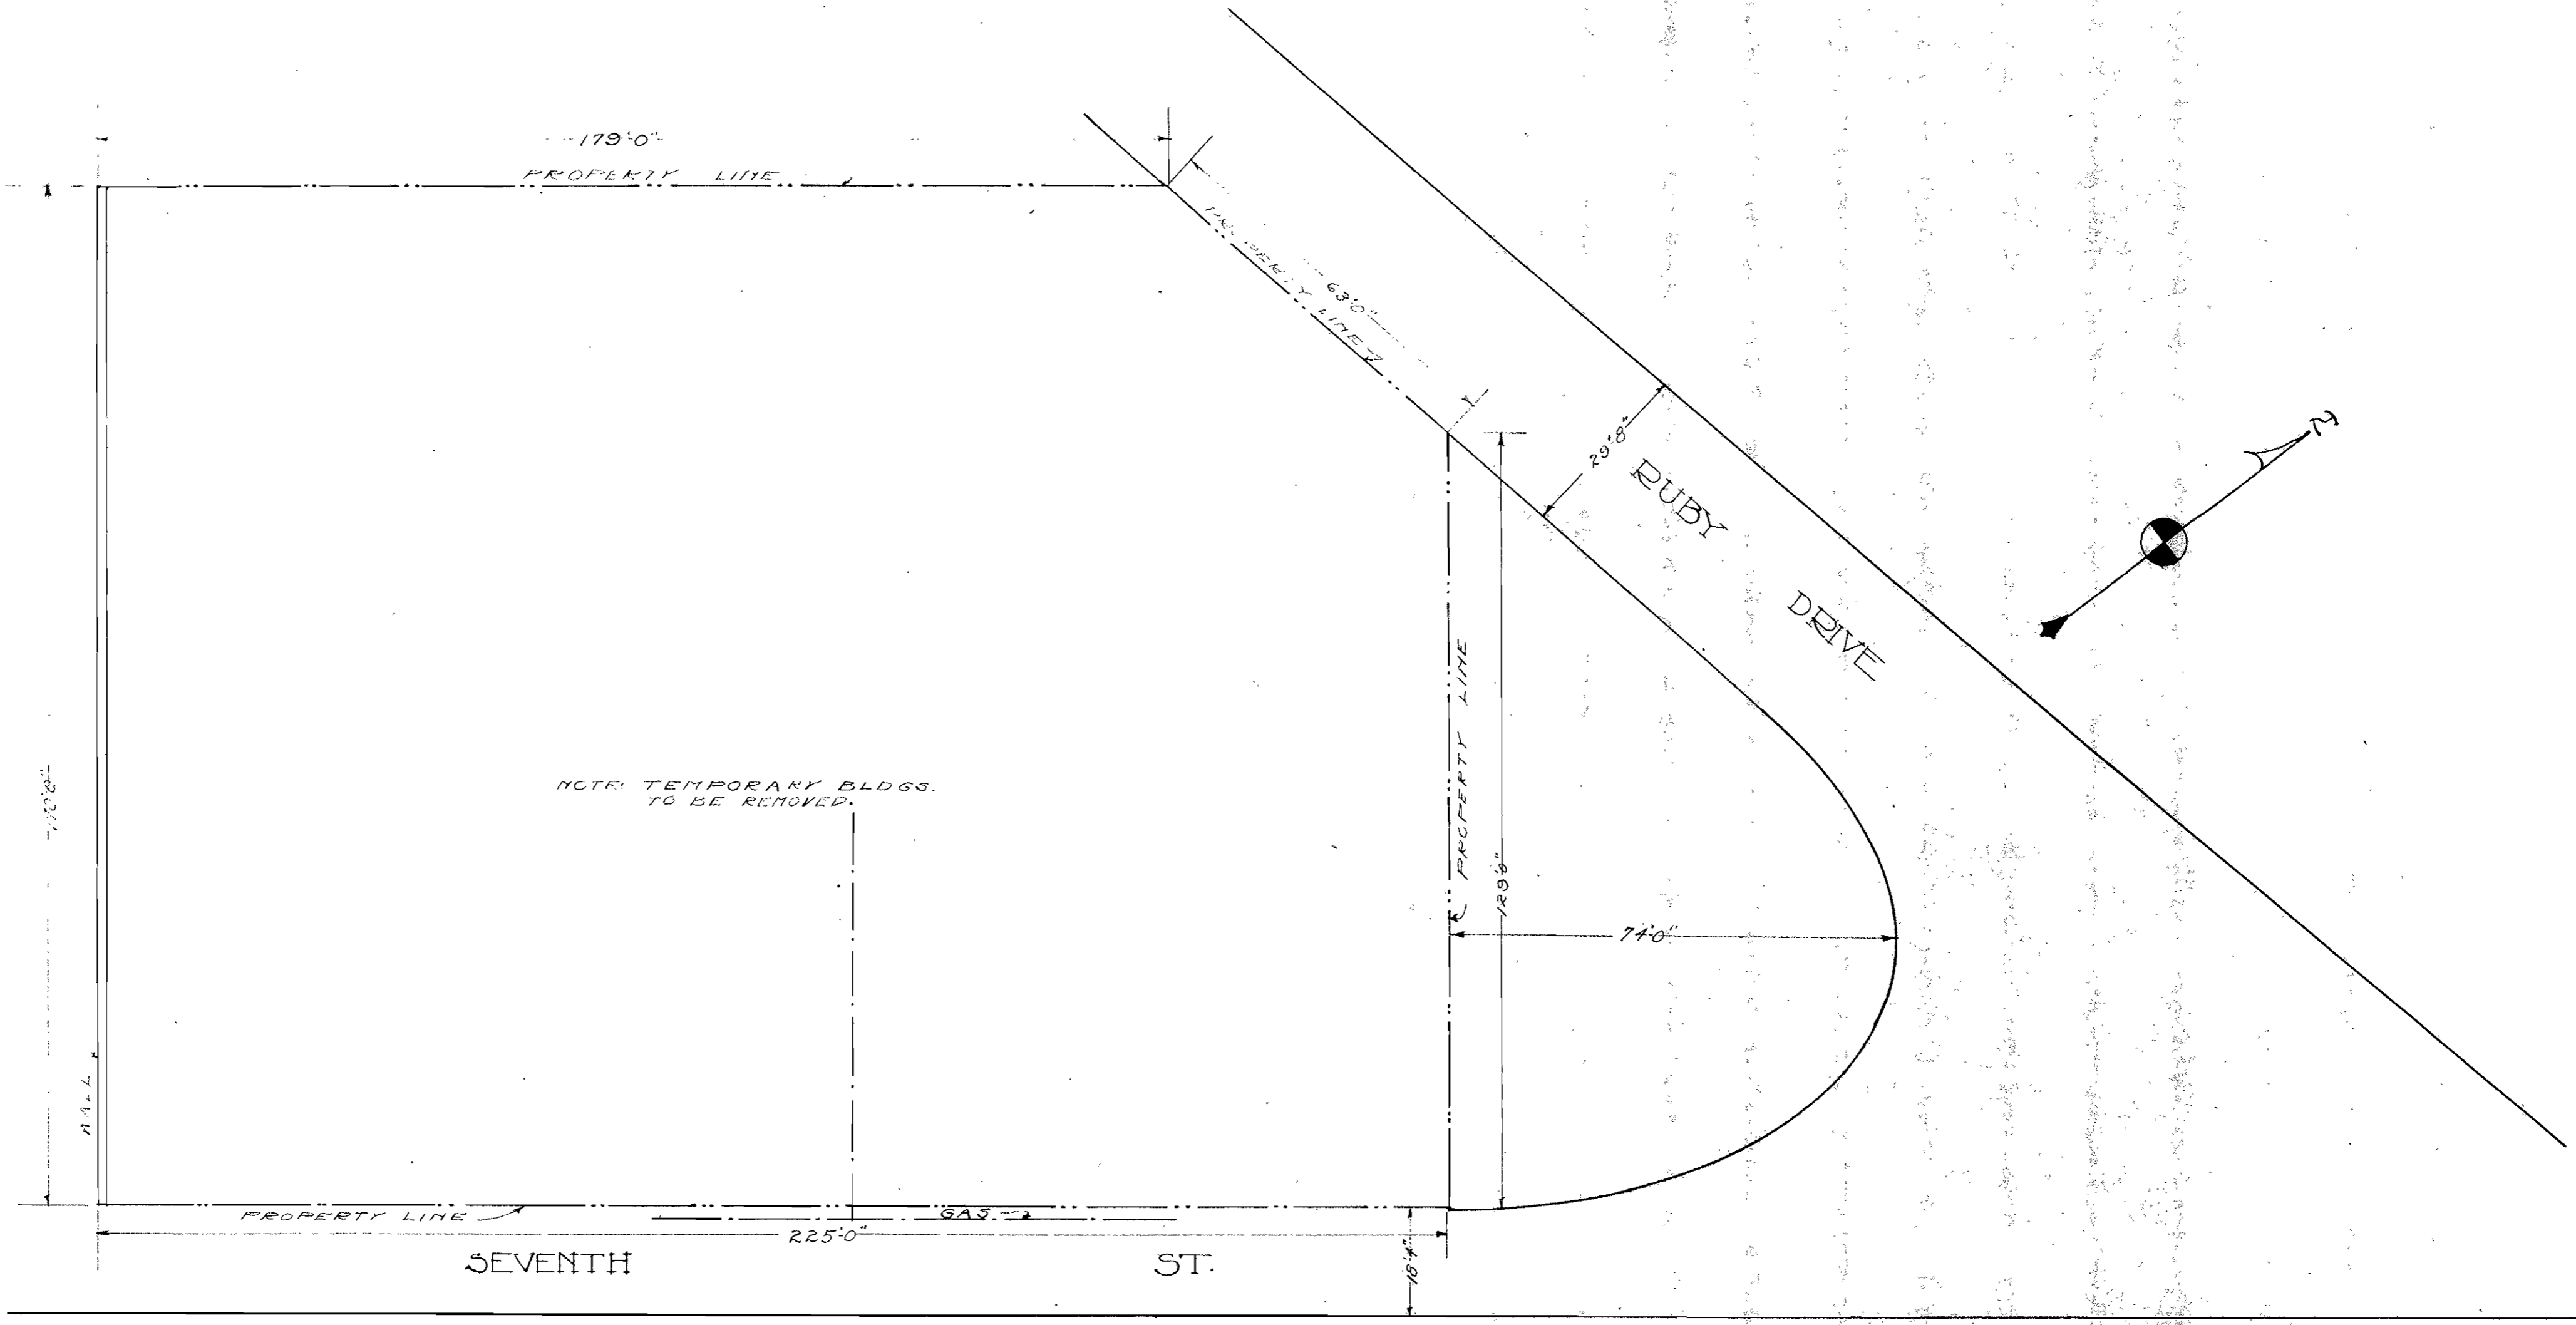 179'-0"
PROPERTY LINE
PROPERTY LINE
63'0"
29'-8"
RUBY
DRIVE
N
PROPERTY LINE
NOTE: TEMPORARY BLDGS.
TO BE REMOVED.
129'0"
74'0"
WALL
PROPERTY LINE
GAS
225'0"
SEVENTH ST.
18'4"